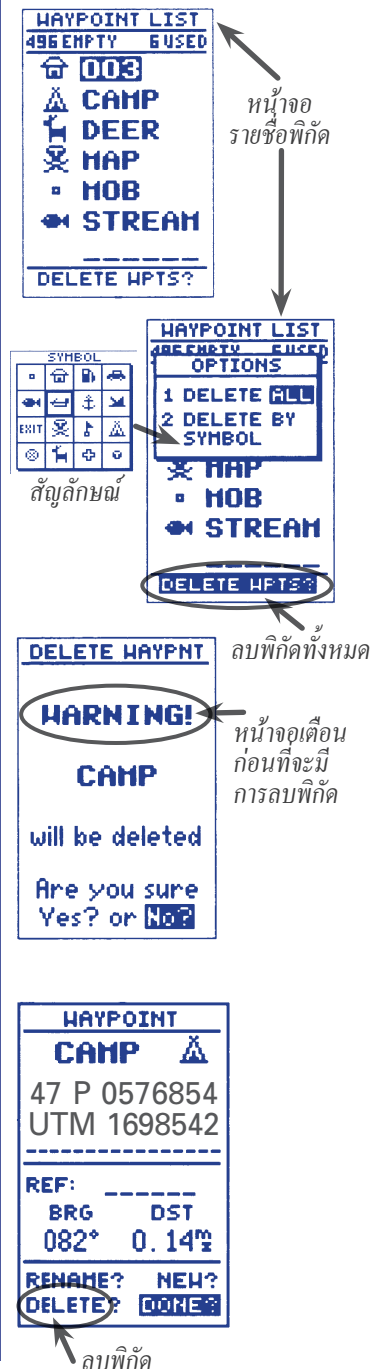 WAYPOINT LIST
496 EMPTY 6 USED
003
CAMP
DEER
MAP
MOB
STREAM
_ _ _ _ _ _
DELETE WPTS?
หน้าจอ
รายชื่อพิกัด
SYMBOL
EXIT
สัญลักษณ์
WAYPOINT LIST
496 EMPTY 6 USED
OPTIONS
1 DELETE ALL
2 DELETE BY
SYMBOL
MAP
MOB
STREAM
_ _ _ _ _ _
DELETE WPTS?
ลบพิกัดทั้งหมด
DELETE WAYPNT
WARNING!
CAMP
will be deleted
Are you sure
Yes? or No?
หน้าจอเตือน
ก่อนที่จะมี
การลบพิกัด
WAYPOINT
CAMP
47 P 0576854
UTM 1698542
REF: _ _ _ _ _ _
BRG DST
082° 0.14
RENAME? NEW?
DELETE? DONE?
ลบพิกัด